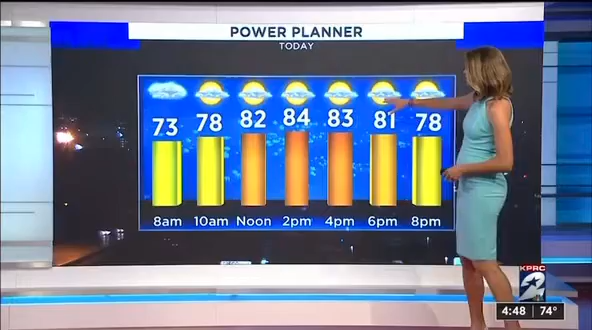 POWER PLANNER
TODAY
73 78 82 84 83 81 78
8am 10am Noon 2pm 4pm 6pm 8pm
KPRC
2
4:48 74°